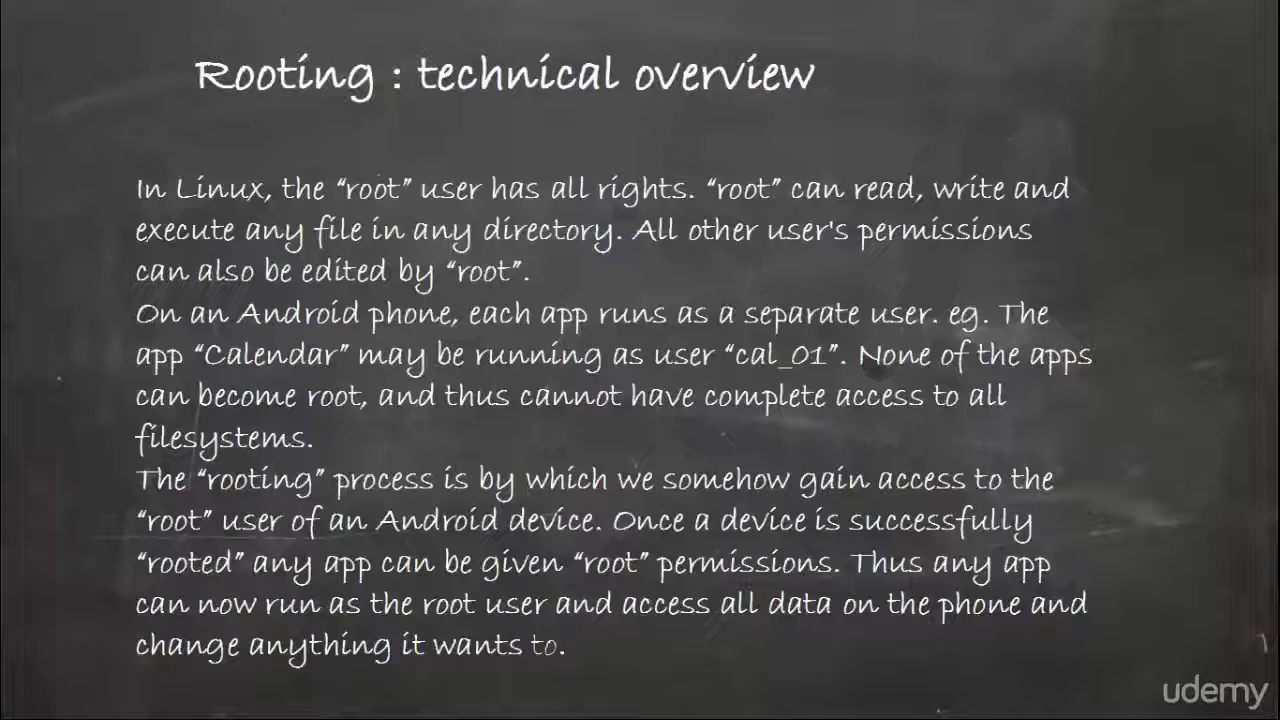 Rooting : technical overview
In Linux, the “root” user has all rights. “root” can read, write and
execute any file in any directory. All other user's permissions
can also be edited by “root”.
On an Android phone, each app runs as a separate user. eg. The
app “Calendar” may be running as user “cal_01”. None of the apps
can become root, and thus cannot have complete access to all
filesystems.
The “rooting” process is by which we somehow gain access to the
“root” user of an Android device. Once a device is successfully
“rooted” any app can be given “root” permissions. Thus any app
can now run as the root user and access all data on the phone and
change anything it wants to.
udemy